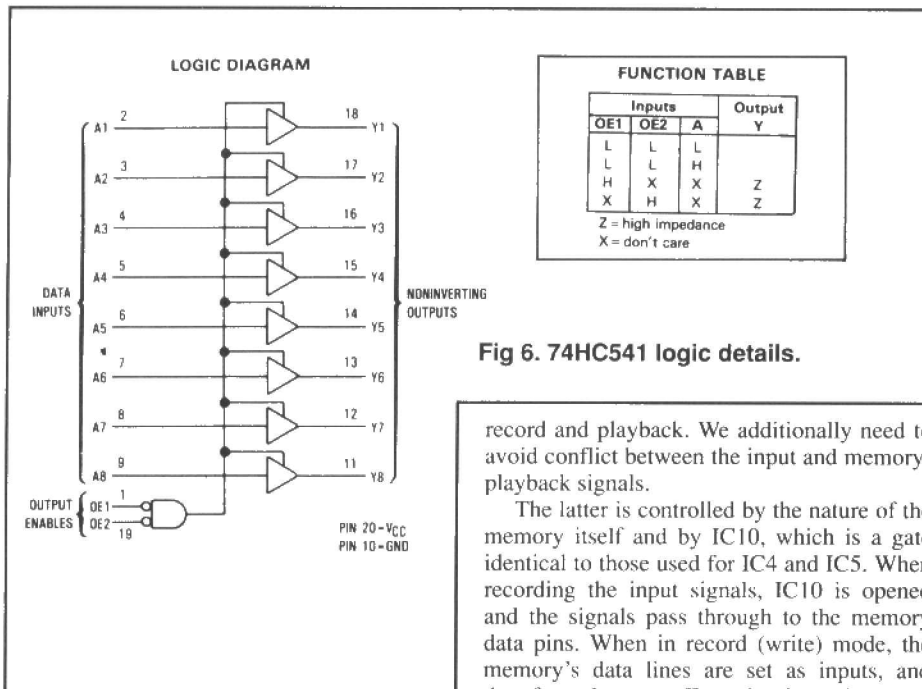 LOGIC DIAGRAM
A1 2 18 Y1
A2 3 17 Y2
A3 4 16 Y3
A4 5 15 Y4
DATA
INPUTS
NONINVERTING
OUTPUTS
A5 6 14 Y5
A6 7 13 Y6
A7 8 12 Y7
A8 9 11 Y8
OUTPUT
ENABLES
1
OE1
OE2
19
PIN 20-VCC
PIN 10-GND
FUNCTION TABLE
Inputs Output
OE1 OE2 A Y
L L L
L L H
H X X Z
X H X Z
Z = high impedance
X = don't care
Fig 6. 74HC541 logic details.
record and playback. We additionally need
avoid conflict between the input and memory
playback signals.
The latter is controlled by the nature of the
memory itself and by IC10, which is a
identical to those used for IC4 and IC5.
recording the input signals, IC10 is
and the signals pass through to the memory
data pins. When in record (write) mode,
memory's data lines are set as inputs, and